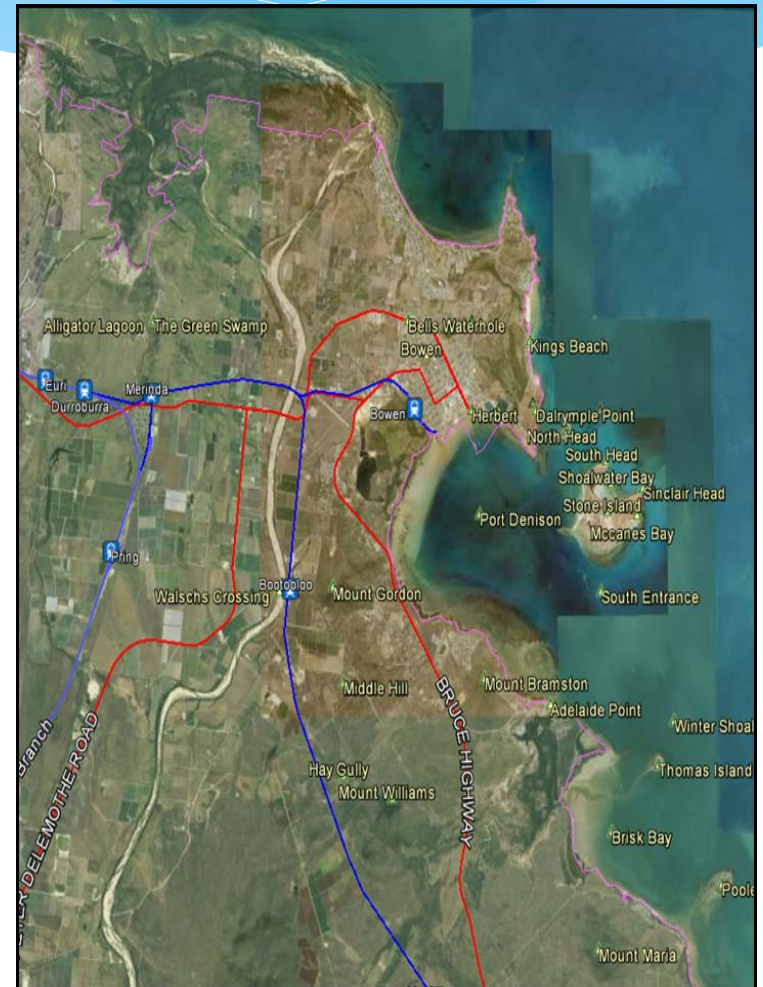 Alligator Lagoon
The Green Swamp
Bells Waterhole
Bowen
Kings Beach
Euri
Durroburra
Merinda
Bowen
Herbert
Dalrymple Point
North Head
South Head
Shoalwater Bay
Sinclair Head
Stone Island
Port Denison
Mccanes Bay
Pring
Bootooloo
Walschs Crossing
Mount Gordon
South Entrance
Middle Hill
Mount Bramston
Adelaide Point
BRUCE HIGHWAY
Winter Shoal
Branch
Hay Gully
Thomas Island
Mount Williams
DELEMOTHE ROAD
Brisk Bay
Poole
Mount Maria